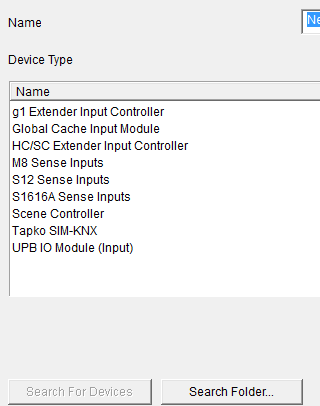 Name
Ne
Device Type
Name
g1 Extender Input Controller
Global Cache Input Module
HC/SC Extender Input Controller
M8 Sense Inputs
S12 Sense Inputs
S1616A Sense Inputs
Scene Controller
Tapko SIM-KNX
UPB IO Module (Input)
Search For Devices
Search Folder...